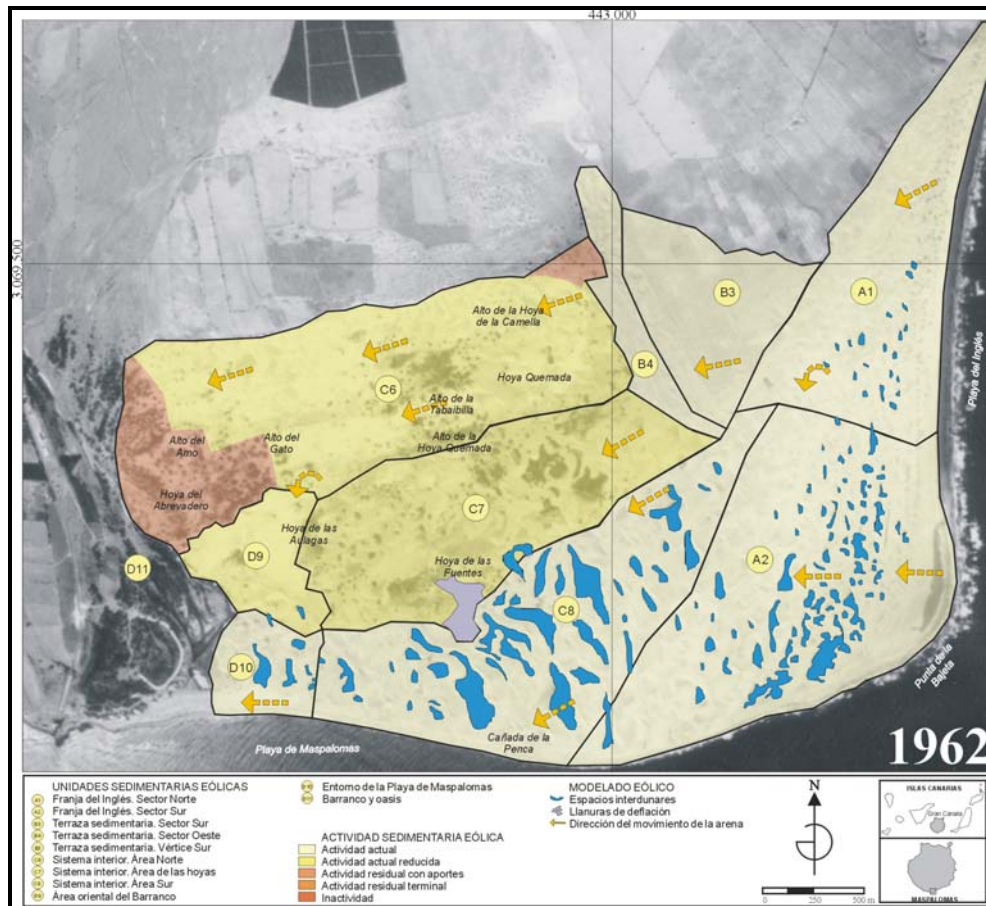 443 000
3 069 500
A1
B3
B4
Alto de la Hoya
de la Camella
Hoya Quemada
C6
Alto de la
Tabaibilla
Alto de la
Hoya Quemada
Alto del
Amo
Alto del
Gato
Hoya del
Abrevadero
Playa del Inglés
C7
Hoya de las
Aulagas
D9
D11
Hoya de las
Fuentes
A2
C8
D10
Punta de la
Bajeta
Cañada de la
Penca
Playa de Maspalomas
1962
UNIDADES SEDIMENTARIAS EÓLICAS
Franja del Inglés. Sector Norte
Franja del Inglés. Sector Sur
Terraza sedimentaria. Sector Sur
Terraza sedimentaria. Sector Oeste
Terraza sedimentaria. Vértice Sur
Sistema interior. Área Norte
Sistema interior. Área de las hoyas
Sistema interior. Área Sur
Área oriental del Barranco
Entorno de la Playa de Maspalomas
Barranco y oasis
ACTIVIDAD SEDIMENTARIA EÓLICA
Actividad actual
Actividad actual reducida
Actividad residual con aportes
Actividad residual terminal
Inactividad
MODELADO EÓLICO
Espacios interdunares
Llanuras de deflación
Dirección del movimiento de la arena
N
0 250 500 m
ISLAS CANARIAS
Gran Canaria
MASPALOMAS